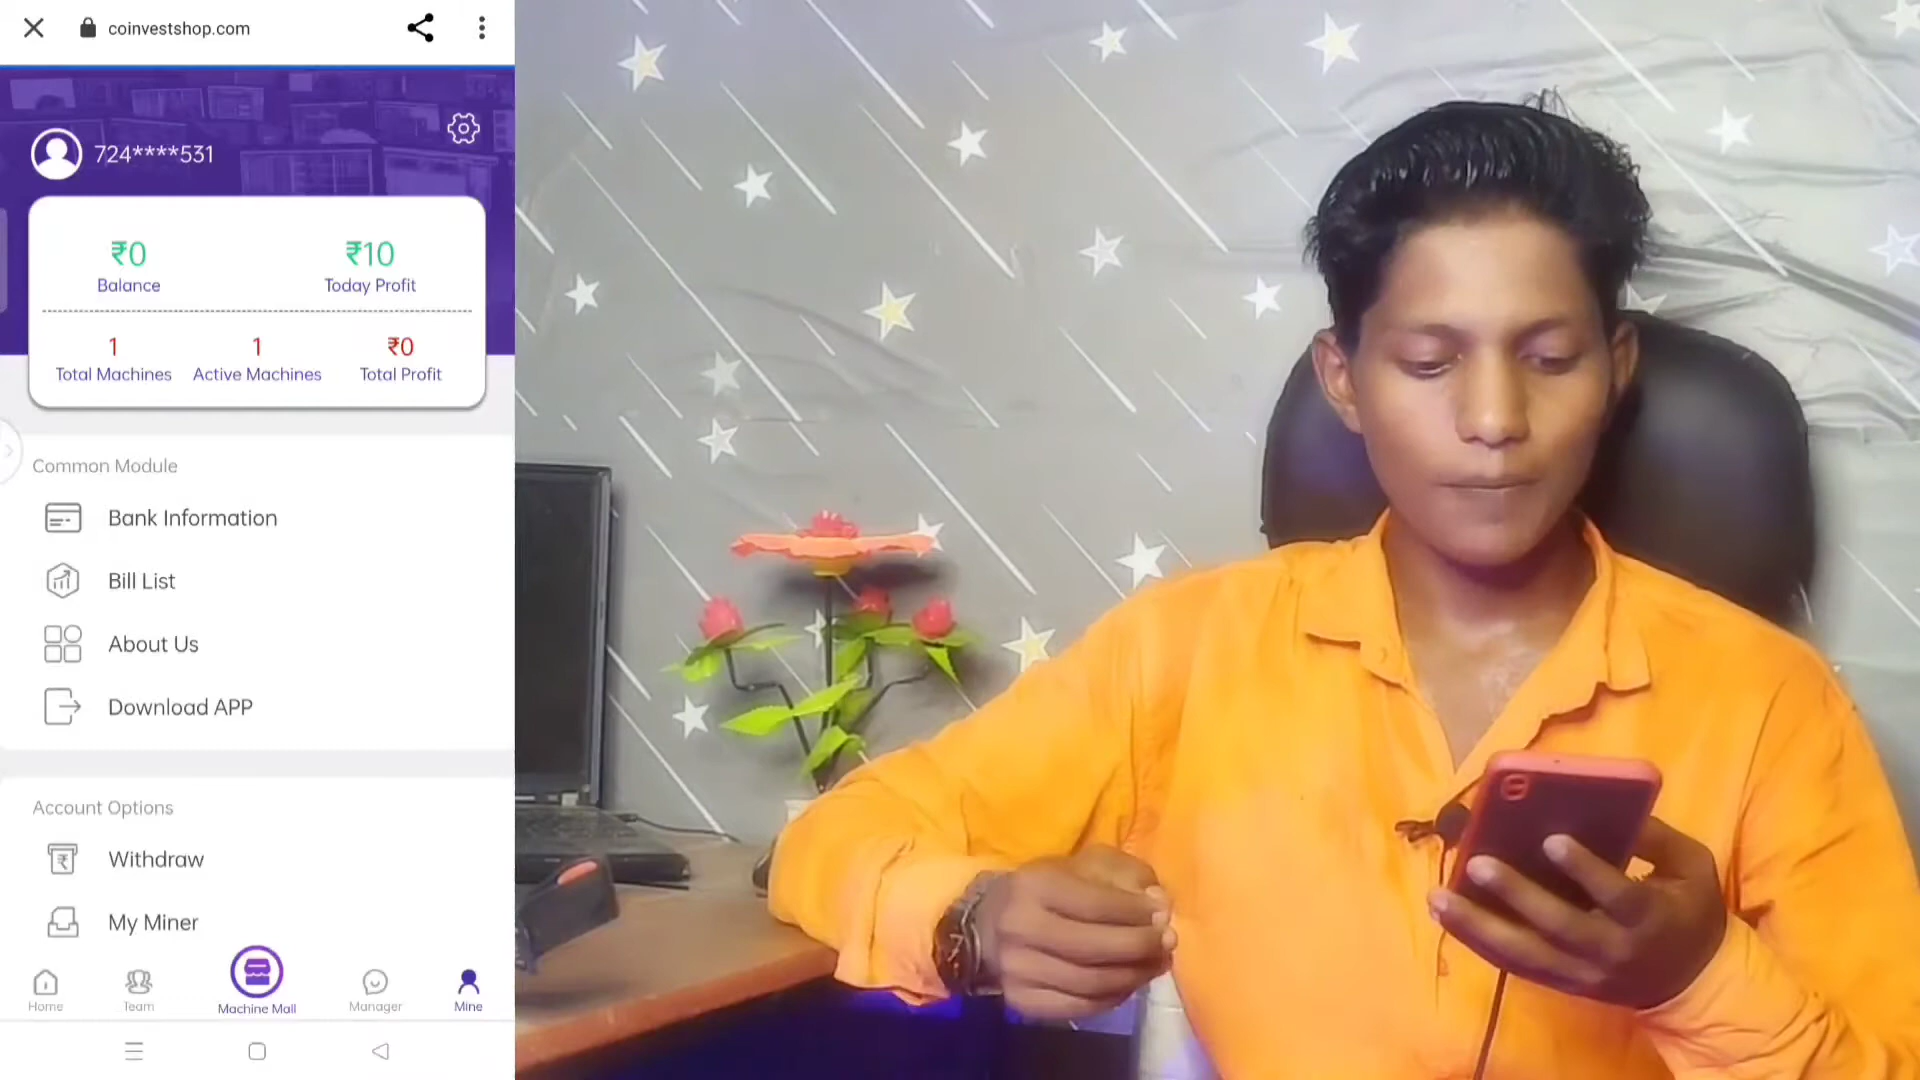 coinvestshop.com
724****531
₹0
₹10
Balance
Today Profit
1
1
₹0
Total Machines
Active Machines
Total Profit
Common Module
Bank Information
Bill List
About Us
Download APP
Account Options
Withdraw
My Miner
Home
Team
Machine Mall
Manager
Mine